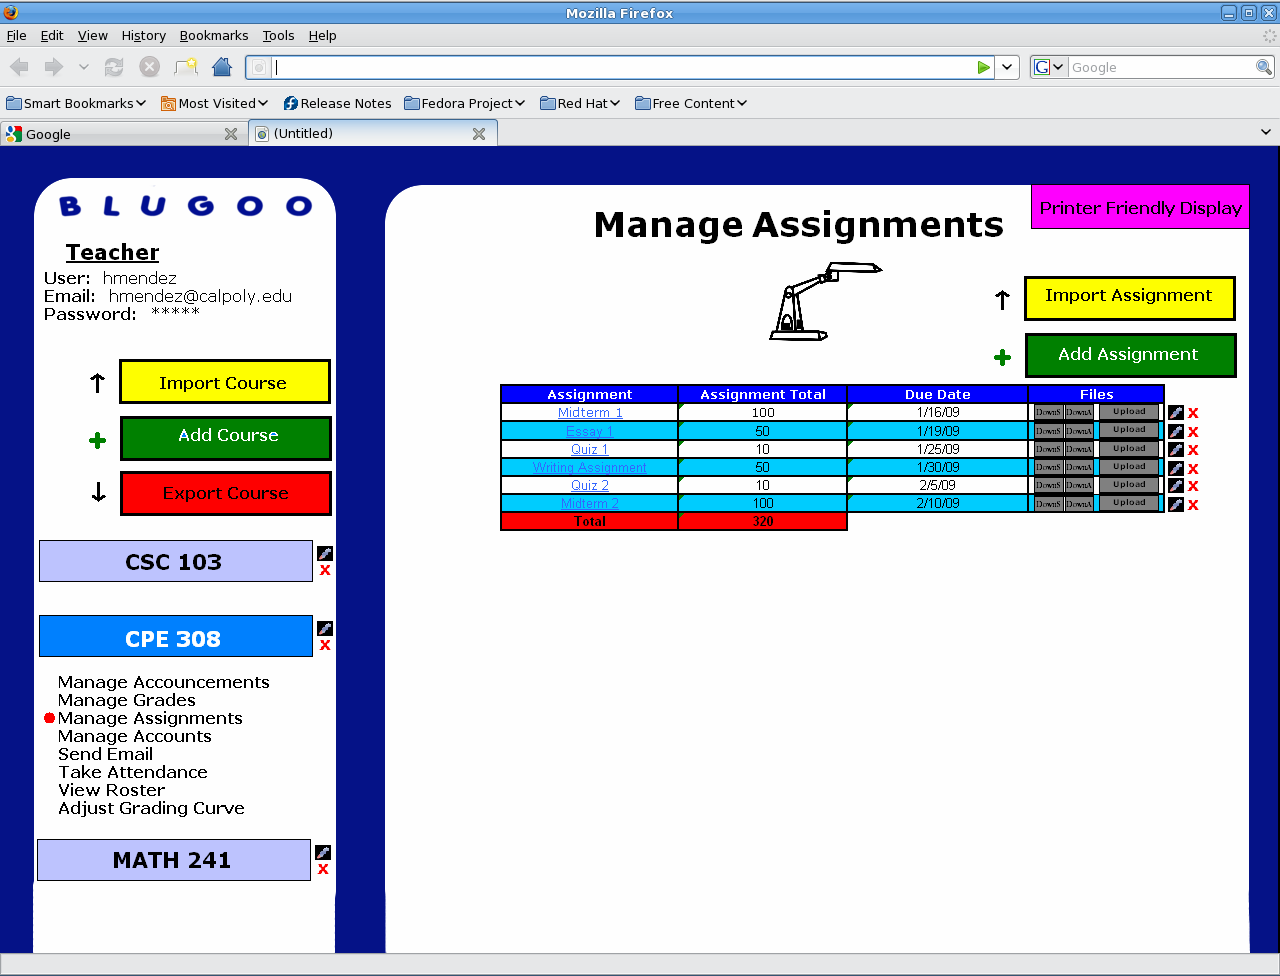 Mozilla Firefox
File Edit View History Bookmarks Tools Help
Google
Smart Bookmarks Most Visited Release Notes Fedora Project Red Hat Free Content
Google (Untitled)
BLUGOO
Teacher
User: hmendez
Email: hmendez@calpoly.edu
Password: *****
Import Course
Add Course
Export Course
CSC 103
X
CPE 308
X
Manage Accouncements
Manage Grades
Manage Assignments
Manage Accounts
Send Email
Take Attendance
View Roster
Adjust Grading Curve
MATH 241
X
Manage Assignments
Printer Friendly Display
Import Assignment
Add Assignment
Assignment Assignment Total Due Date Files
Midterm 1 100 1/16/09 DownS DownA Upload X
Essay 1 50 1/19/09 DownS DownA Upload X
Quiz 1 10 1/25/09 DownS DownA Upload X
Writing Assignment 50 1/30/09 DownS DownA Upload X
Quiz 2 10 2/5/09 DownS DownA Upload X
Midterm 2 100 2/10/09 DownS DownA Upload X
Total 320